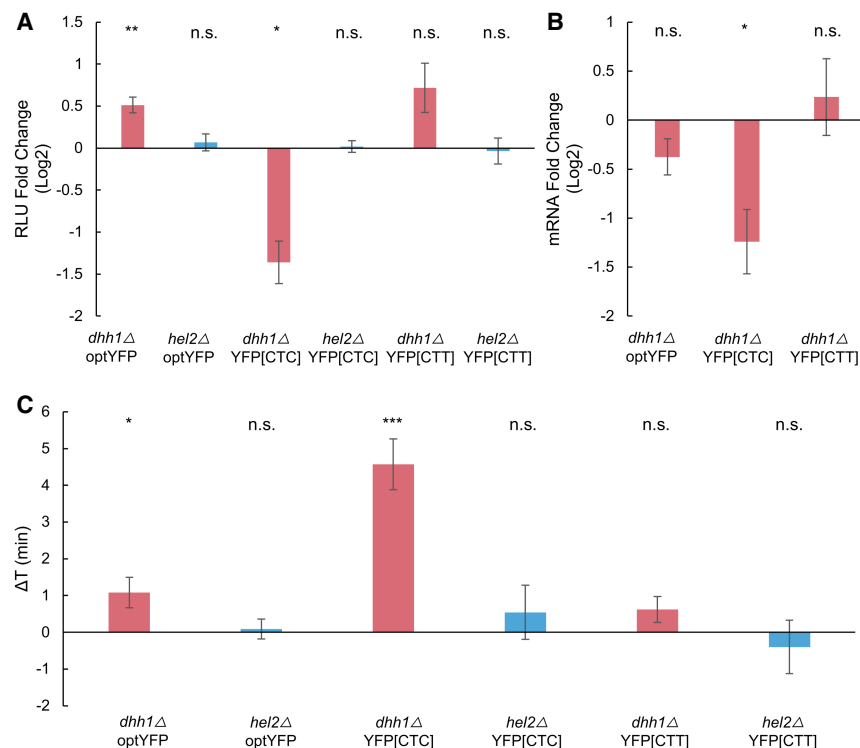 A
RLU Fold Change
(Log2)
1.5
1
0.5
0
-0.5
-1
-1.5
-2
** n.s. * n.s. n.s. n.s.
dhh1△ hel2△ dhh1△ hel2△ dhh1△ hel2△
optYFP optYFP YFP[CTC] YFP[CTC] YFP[CTT] YFP[CTT]
B
mRNA Fold Change
(Log2)
1
0.5
0
-0.5
-1
-1.5
-2
n.s. * n.s.
dhh1△ dhh1△ dhh1△
optYFP YFP[CTC] YFP[CTT]
C
ΔT (min)
6
5
4
3
2
1
0
-1
-2
* n.s. *** n.s. n.s. n.s.
dhh1△ hel2△ dhh1△ hel2△ dhh1△ hel2△
optYFP optYFP YFP[CTC] YFP[CTC] YFP[CTT] YFP[CTT]